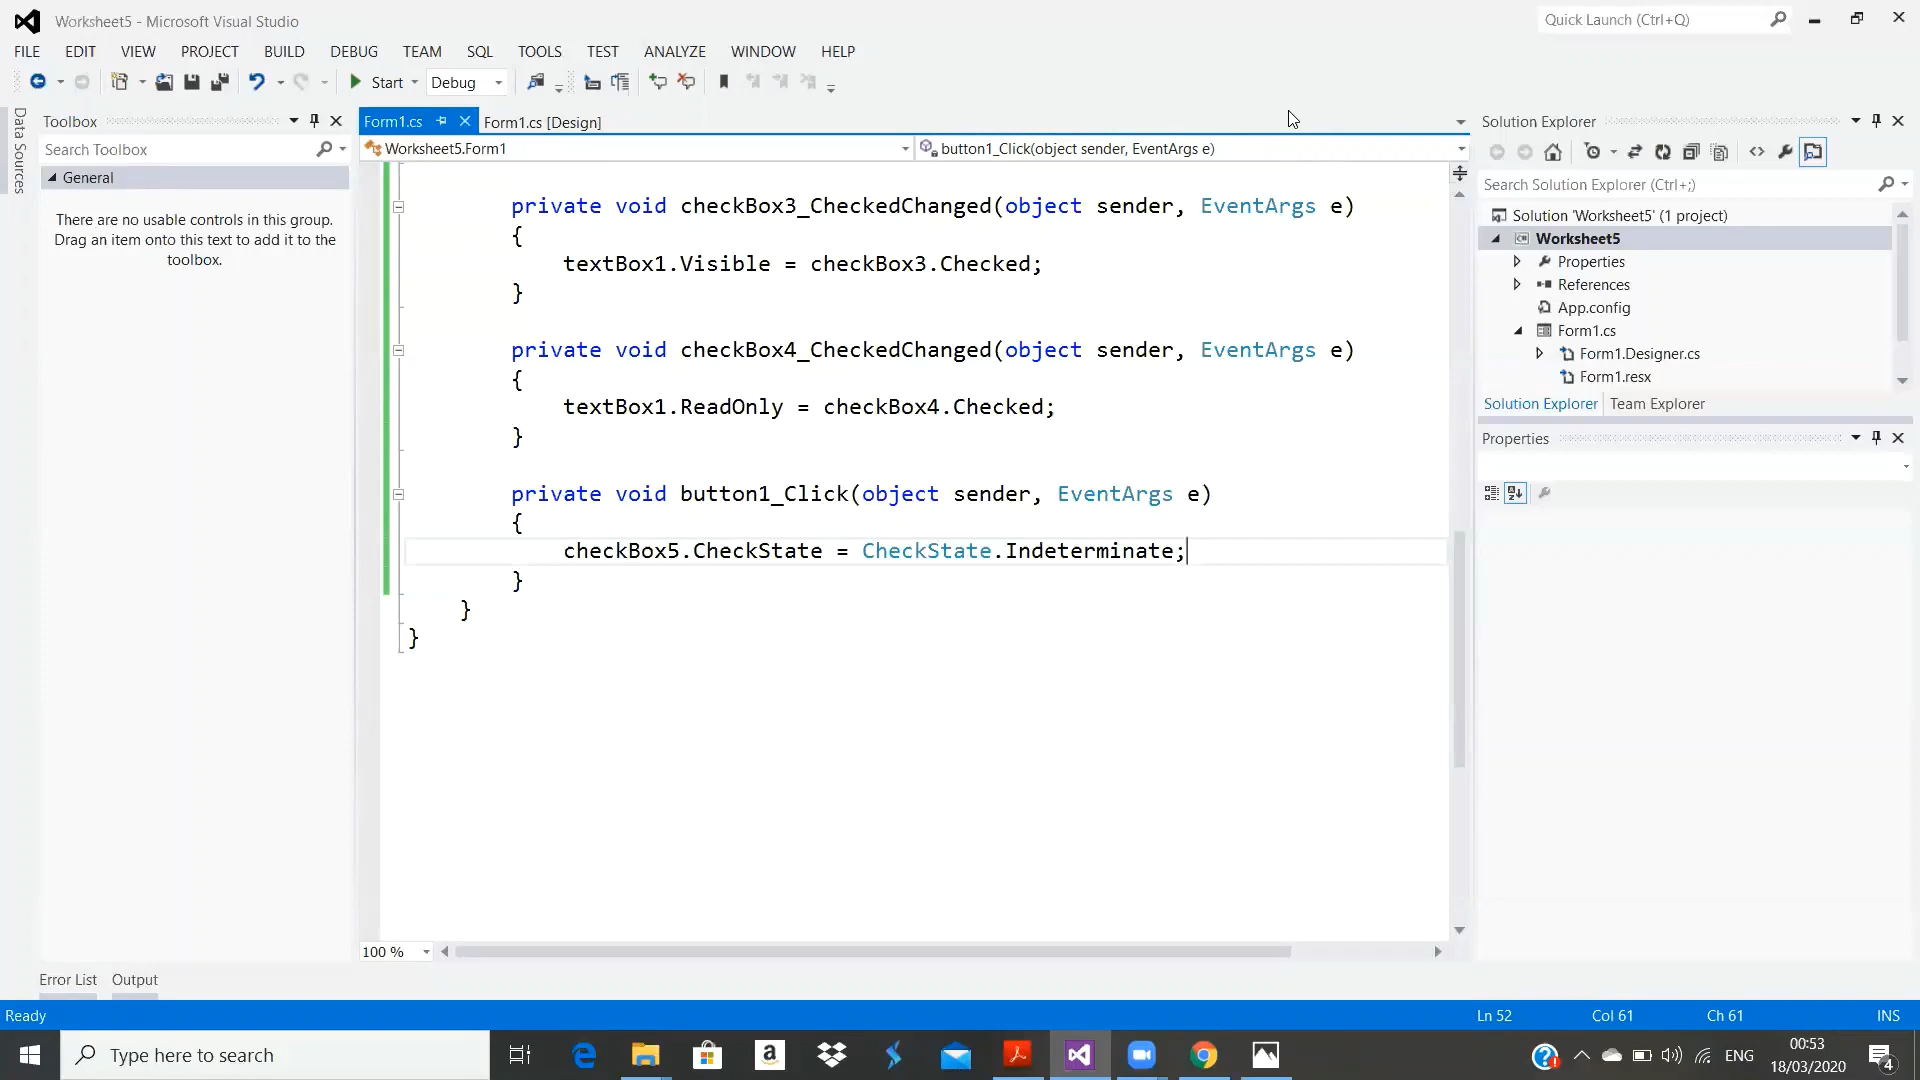 Worksheet5 - Microsoft Visual Studio
Quick Launch (Ctrl+Q)
FILE EDIT VIEW PROJECT BUILD DEBUG TEAM SQL TOOLS TEST ANALYZE WINDOW HELP
Start Debug
Data Sources
Toolbox
Search Toolbox
General
There are no usable controls in this group.
Drag an item onto this text to add it to the
toolbox.
Form1.cs Form1.cs [Design]
Worksheet5.Form1 button1_Click(object sender, EventArgs e)
private void checkBox3_CheckedChanged(object sender, EventArgs e)
{
textBox1.Visible = checkBox3.Checked;
}
private void checkBox4_CheckedChanged(object sender, EventArgs e)
{
textBox1.ReadOnly = checkBox4.Checked;
}
private void button1_Click(object sender, EventArgs e)
{
checkBox5.CheckState = CheckState.Indeterminate;
}
}
}
100 %
Solution Explorer
Search Solution Explorer (Ctrl+;)
Solution 'Worksheet5' (1 project)
C#
Worksheet5
Properties
References
App.config
Form1.cs
Form1.Designer.cs
Form1.resx
Solution Explorer Team Explorer
Properties
Error List Output
Ready Ln 52 Col 61 Ch 61 INS
Type here to search
ENG
00:53
18/03/2020
4